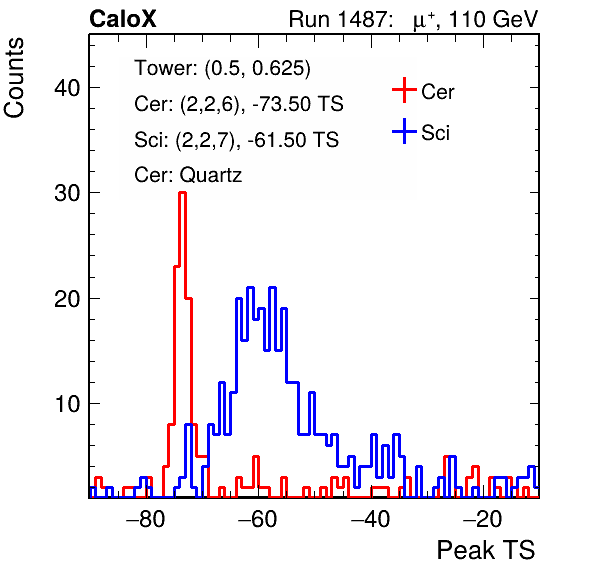 CaloX Run 1487: μ⁺, 110 GeV
Counts
Tower: (0.5, 0.625)
Cer: (2,2,6), -73.50 TS
Sci: (2,2,7), -61.50 TS
Cer: Quartz
Cer
Sci
40
30
20
10
−80 −60 −40 −20
Peak TS